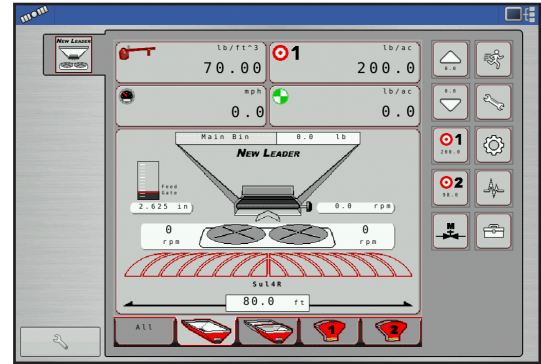 NEW LEADER
lb/ft^3
70.00
1
lb/ac
200.0
0.0
mph
0.0
lb/ac
0.0
0.0
1
200.0
2
90.0
M
Main Bin
0.0 lb
NEW LEADER
Feed
Gate
2.625 in
0.0 rpm
0
rpm
0
rpm
Sul4R
80.0 ft
All
1
2